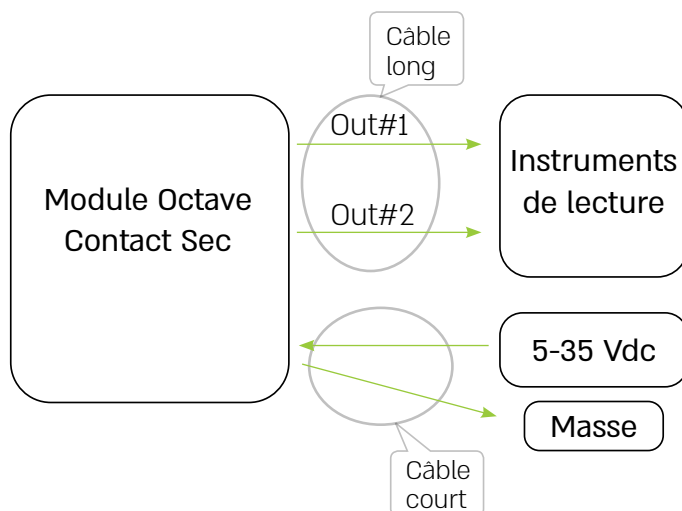 Câble
long
Out#1
Out#2
Module Octave
Contact Sec
Instruments
de lecture
5-35 Vdc
Masse
Câble
court